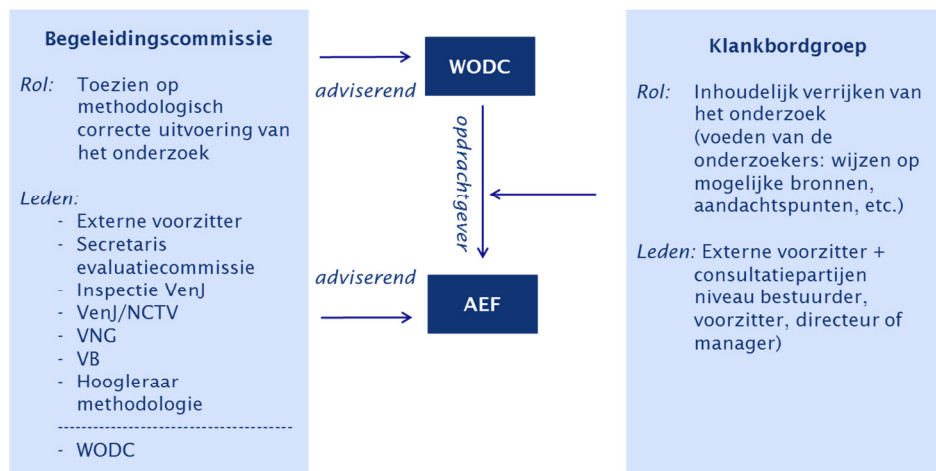 Begeleidingscommissie
Rol: Toezien op
methodologisch
correcte uitvoering van
het onderzoek
Leden:
- Externe voorzitter
- Secretaris
evaluatiecommissie
- Inspectie VenJ
- VenJ/NCTV
- VNG
- VB
- Hoogleraar
methodologie
- WODC
adviserend
WODC
opdrachtgever
adviserend
AEF
Klankbordgroep
Rol: Inhoudelijk verrijken van
het onderzoek
(voeden van de
onderzoekers: wijzen op
mogelijke bronnen,
aandachtspunten, etc.)
Leden: Externe voorzitter +
consultatiepartijen
niveau bestuurder,
voorzitter, directeur of
manager)